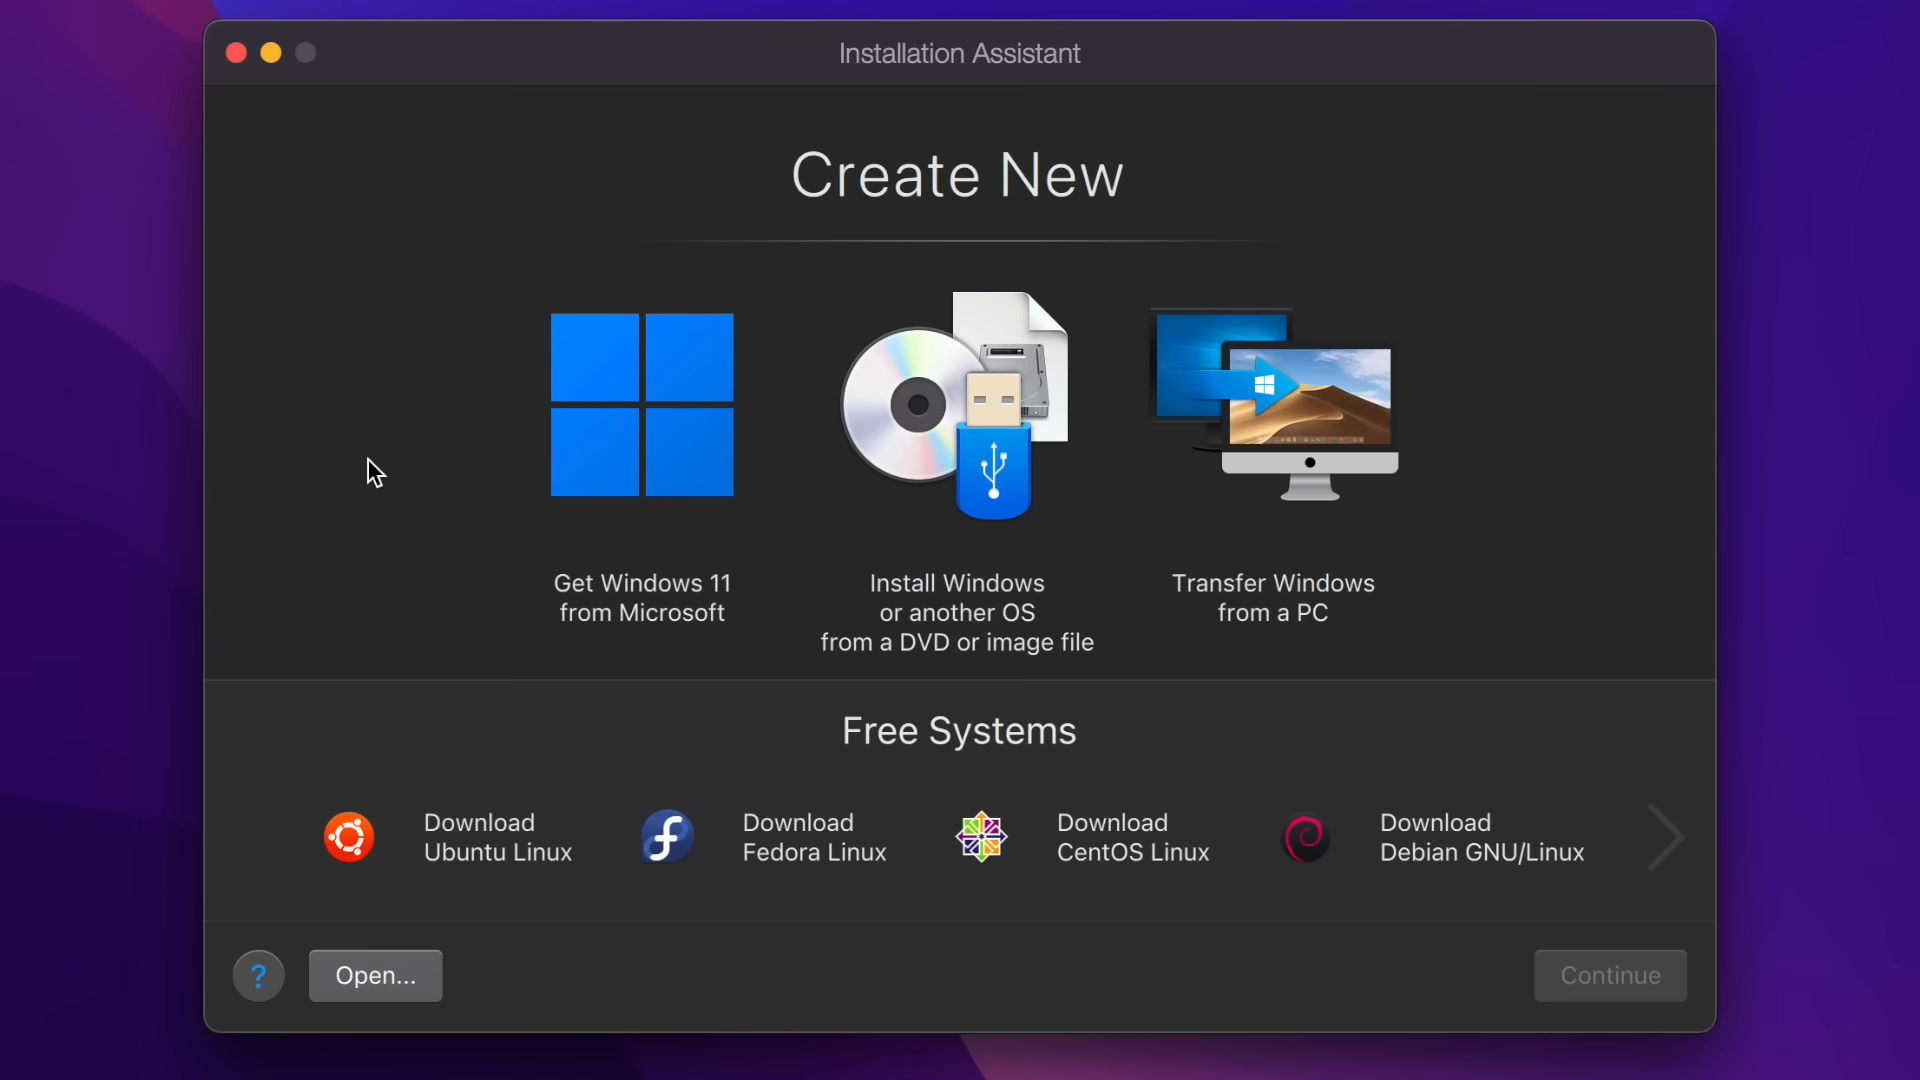 Installation Assistant
Create New
Get Windows 11
from Microsoft
Install Windows
or another OS
from a DVD or image file
Transfer Windows
from a PC
Free Systems
Download
Ubuntu Linux
Download
Fedora Linux
Download
CentOS Linux
Download
Debian GNU/Linux
?
Open...
Continue